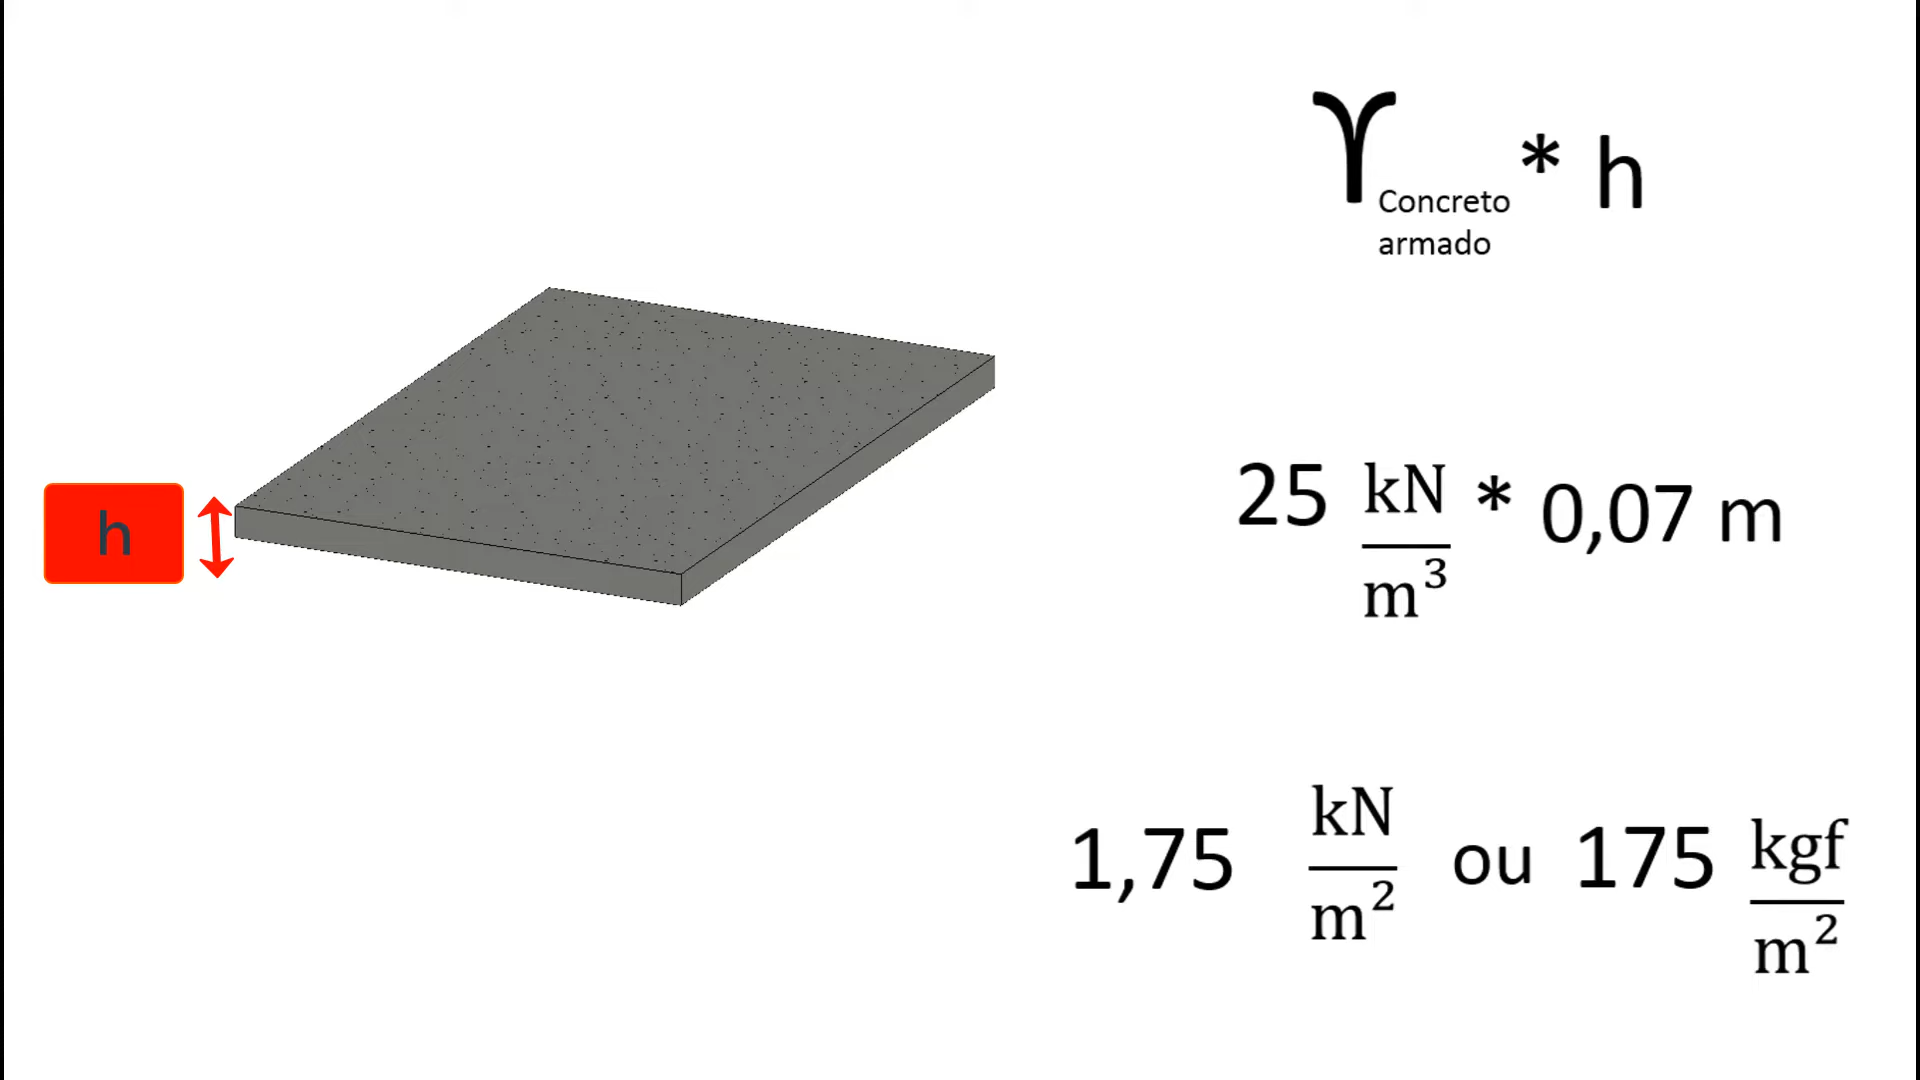 ϒ Concreto armado * h
h
25 kN/m³ * 0,07 m
1,75 kN/m² ou 175 kgf/m²